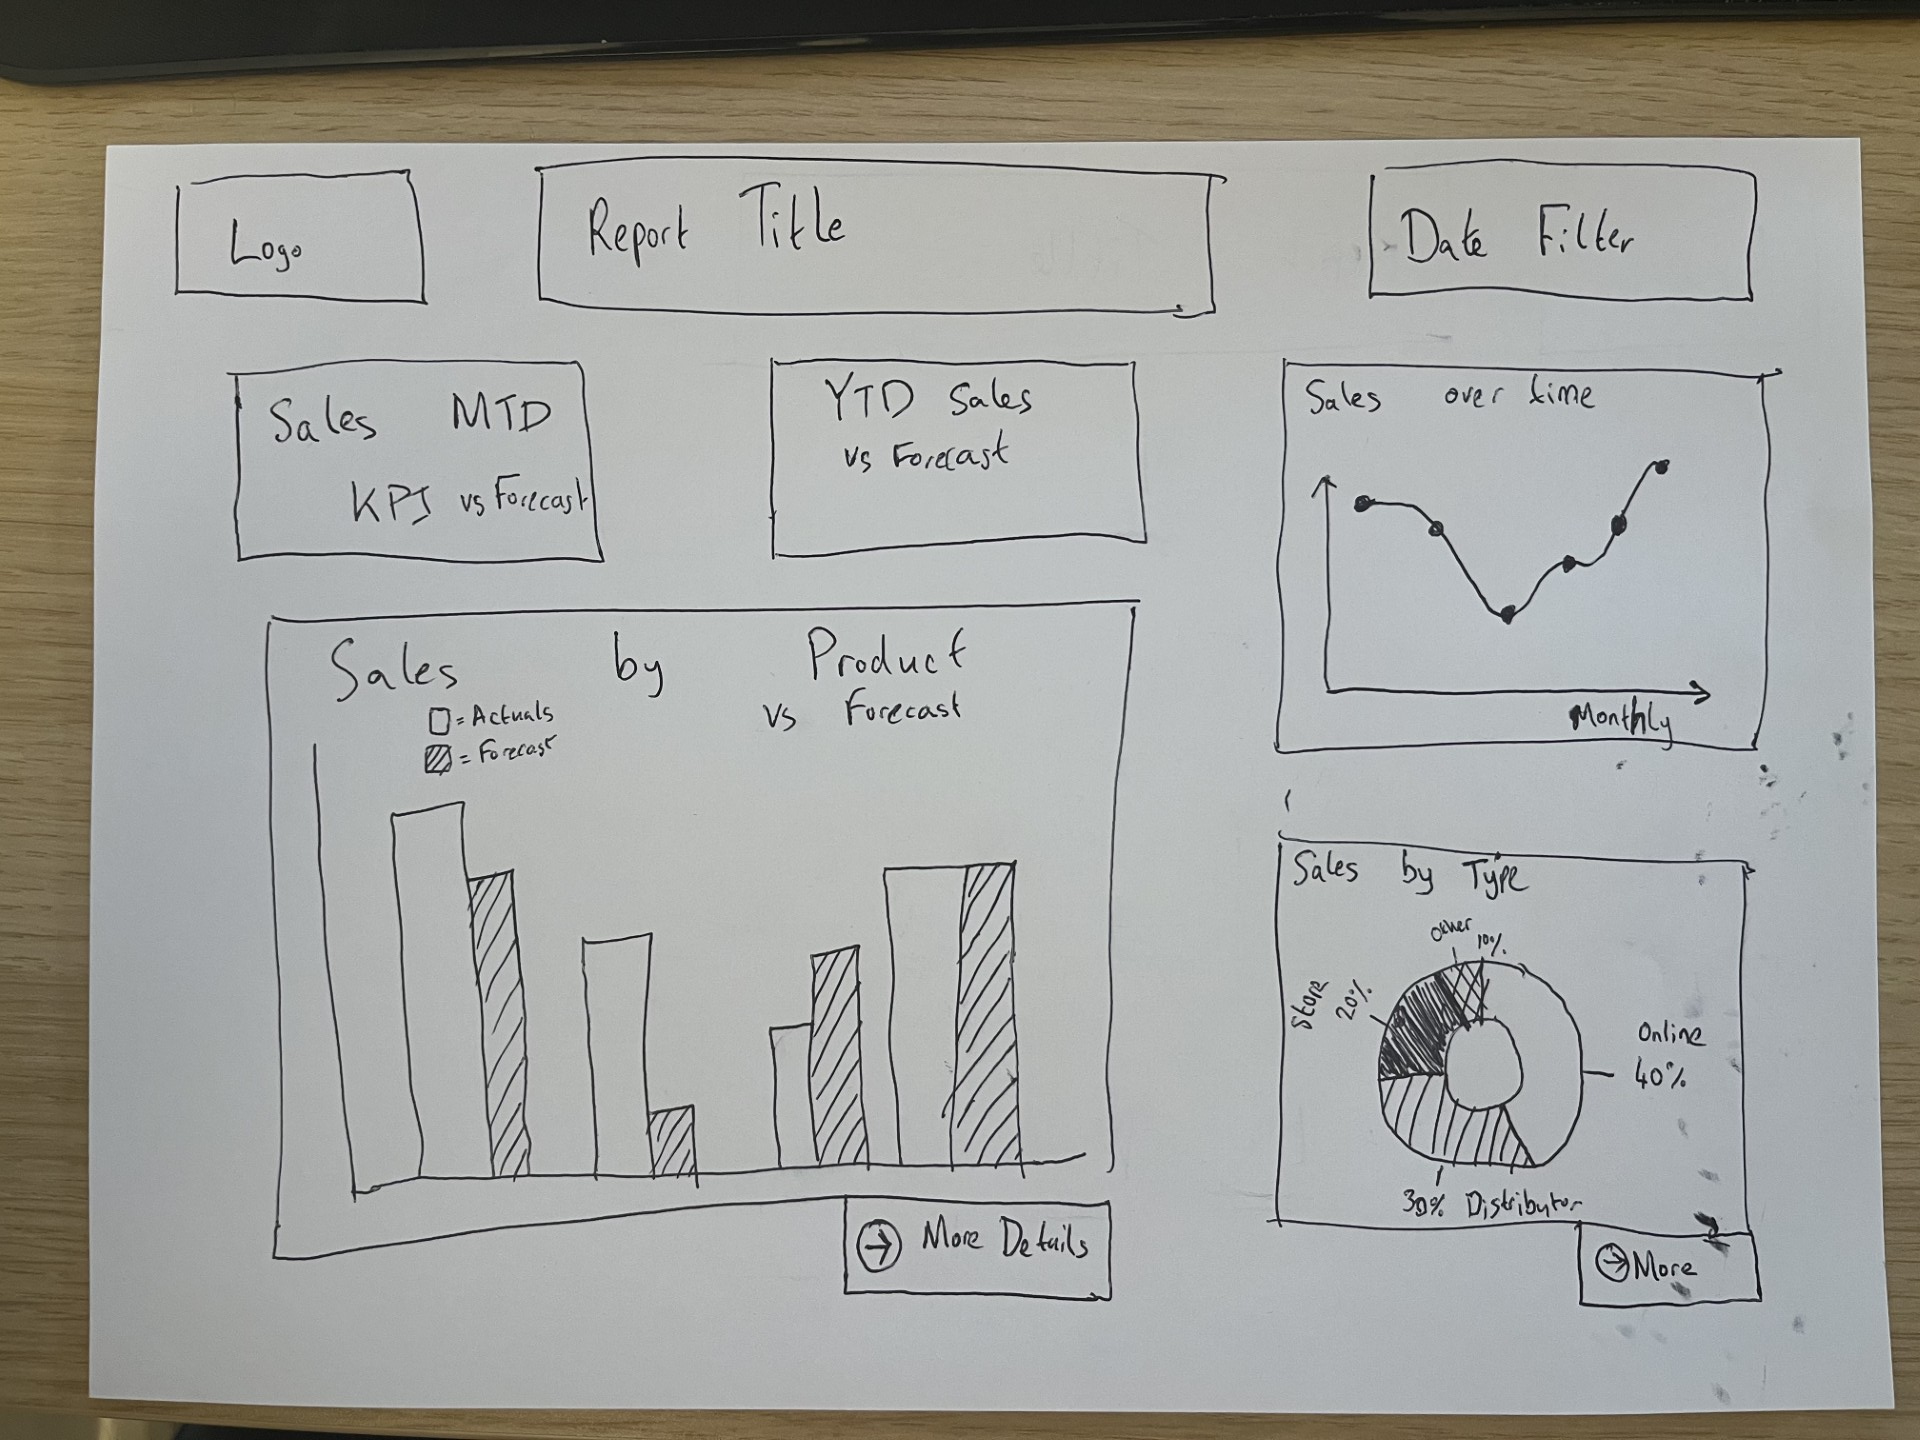 Logo
Report Title
Date Filter
Sales MTD
KPI vs Forecast
YTD Sales
vs Forecast
Sales over time
Monthly
Sales by Product
vs Forecast
= Actuals
= Forecast
More Details
Sales by Type
Other 10%
Store 20%
Online
40%
30% Distributor
More